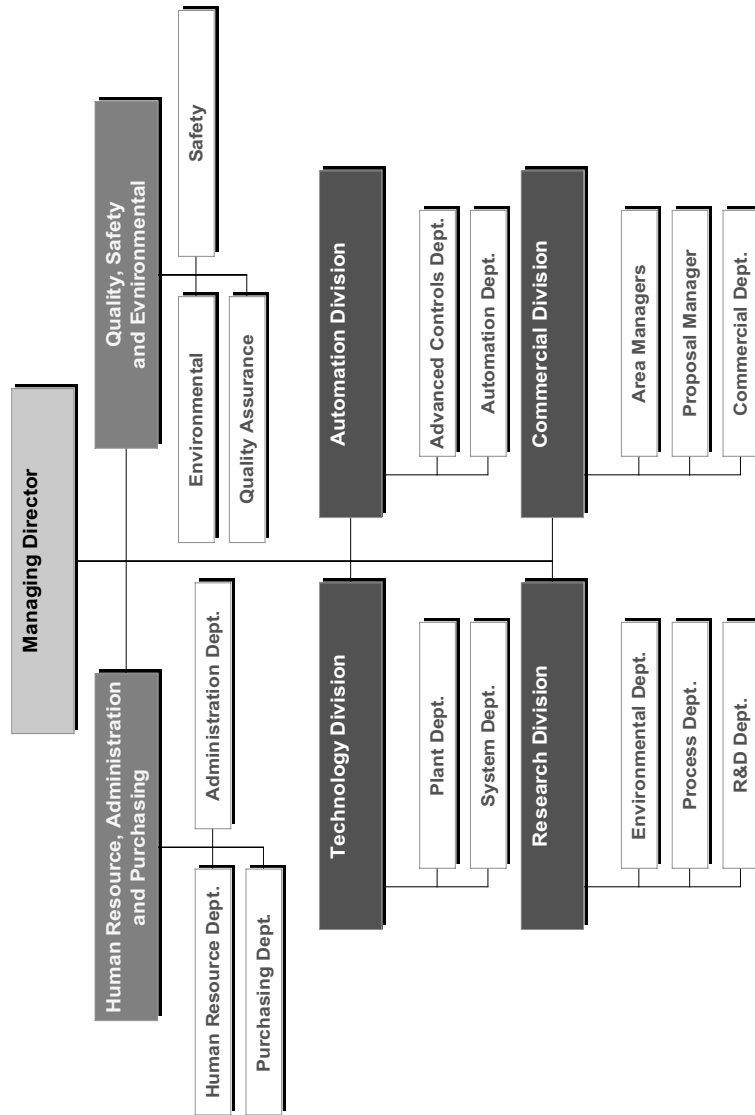 Managing Director
Human Resource, Administration
and Purchasing
Quality, Safety
and Evnironmental
Human Resource Dept.
Administration Dept.
Purchasing Dept.
Environmental
Safety
Quality Assurance
Technology Division
Automation Division
Plant Dept.
System Dept.
Advanced Controls Dept.
Automation Dept.
Research Division
Commercial Division
Environmental Dept.
Process Dept.
R&D Dept.
Area Managers
Proposal Manager
Commercial Dept.